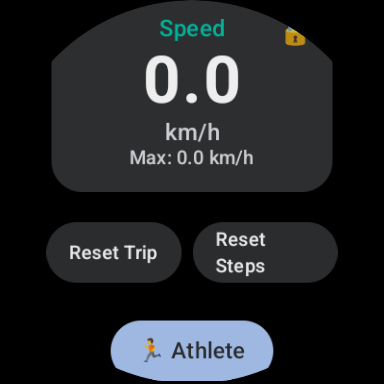 Speed
0.0
km/h
Max: 0.0 km/h
Reset Trip
Reset
Steps
Athlete